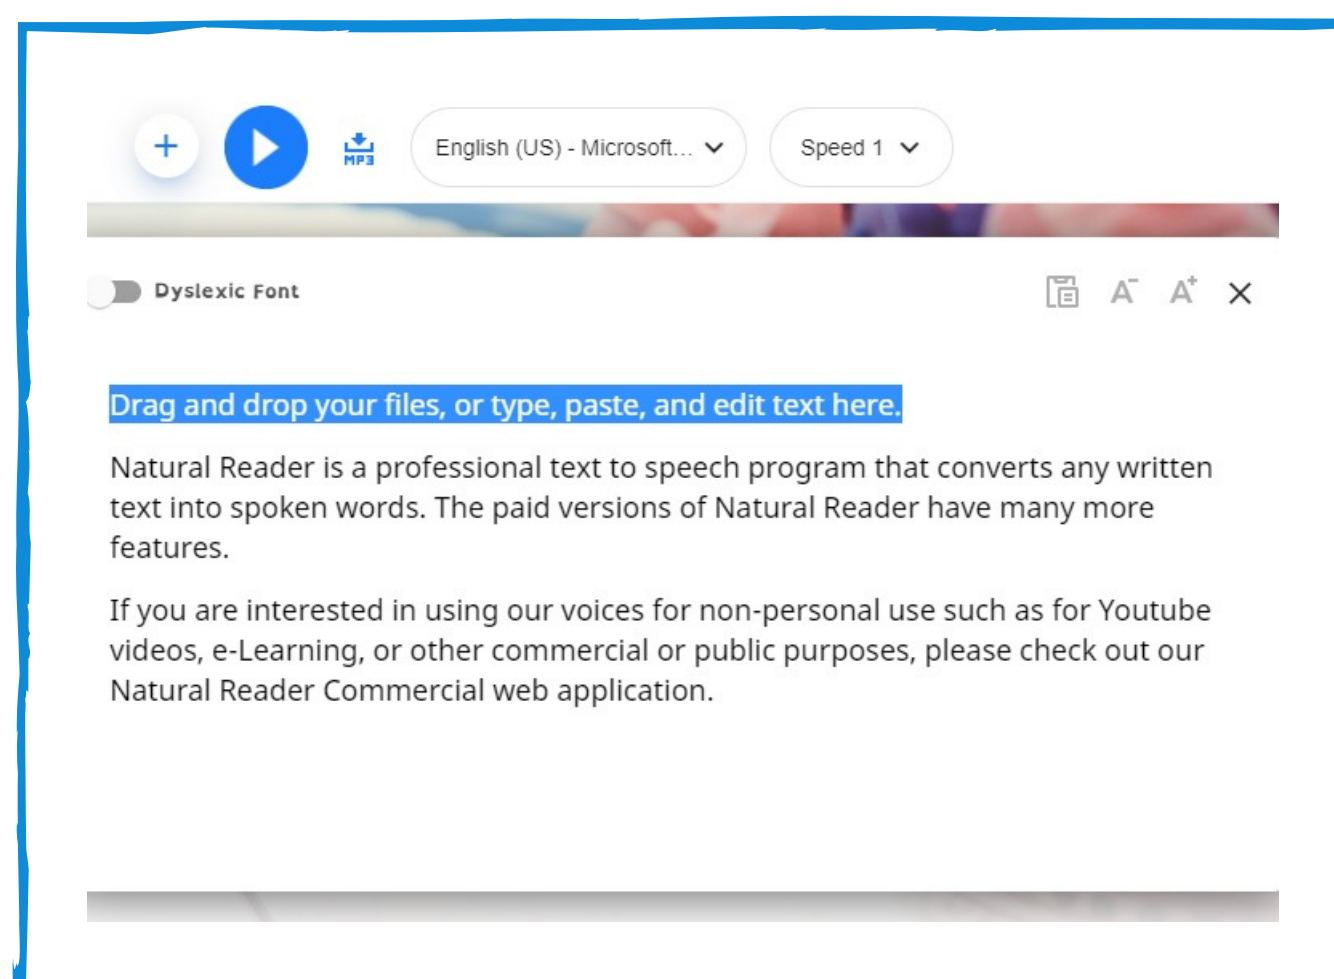 MP3
English (US) - Microsoft...
Speed 1
Dyslexic Font
A-
A+
Drag and drop your files, or type, paste, and edit text here.
Natural Reader is a professional text to speech program that converts any written
text into spoken words. The paid versions of Natural Reader have many more
features.
If you are interested in using our voices for non-personal use such as for Youtube
videos, e-Learning, or other commercial or public purposes, please check out our
Natural Reader Commercial web application.